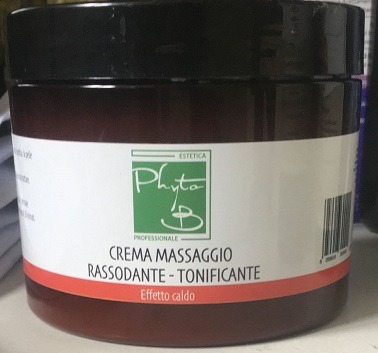 ESTETICA
Phyto
B
PROFESSIONALE
CREMA MASSAGGIO
RASSODANTE - TONIFICANTE
Effetto caldo